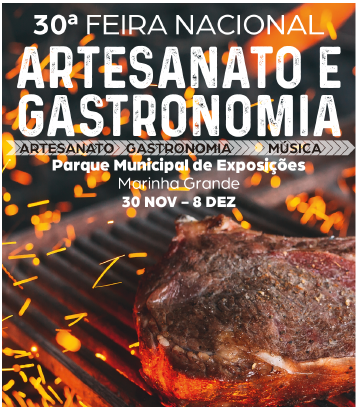 30ª FEIRA NACIONAL
ARTESANATO E
GASTRONOMIA
ARTESANATO GASTRONOMIA MÚSICA
Parque Municipal de Exposições
Marinha Grande
30 NOV – 8 DEZ